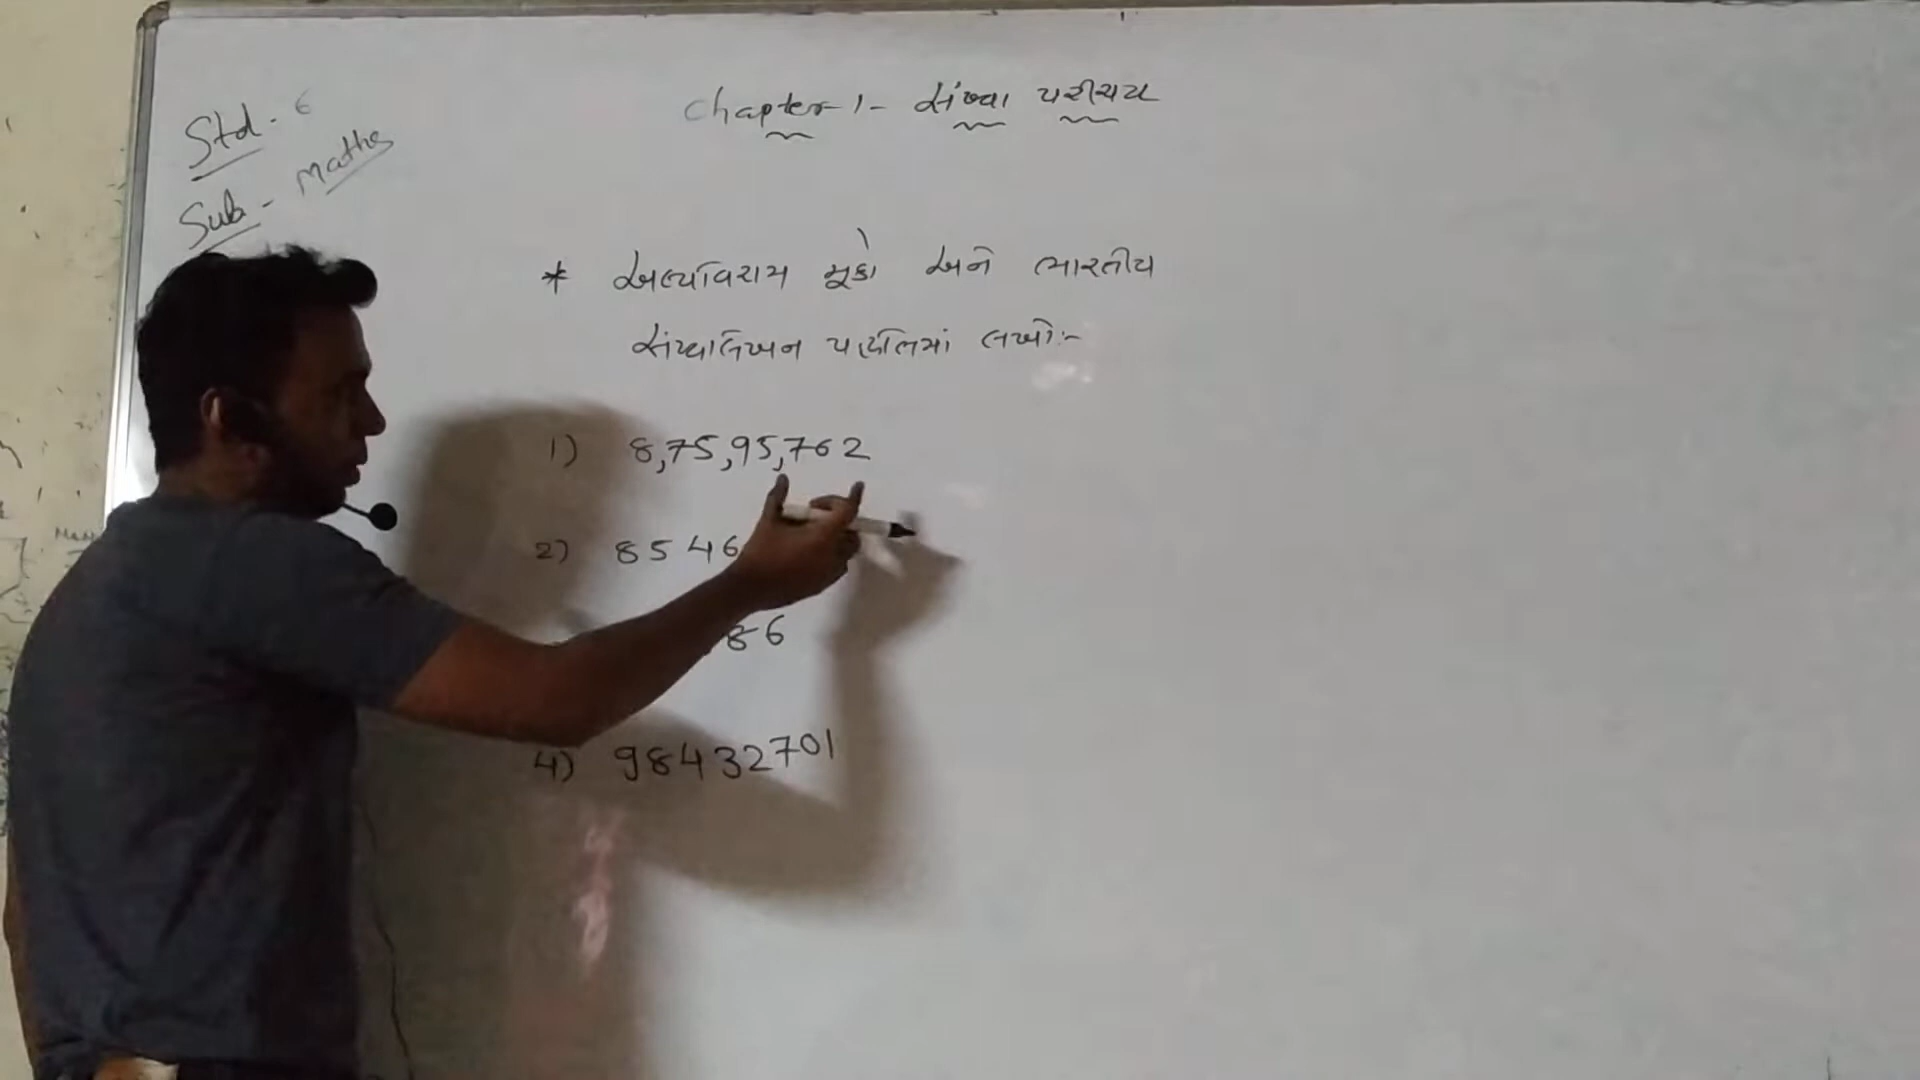 Std - 6
Sub - Maths
Chapter-1- સંખ્યા પરીચય
* અલ્પવિરામ મૂકો અને ભારતીય
સંખ્યાલેખન પદ્ધતિમાં લખો:-
1) 8,75,95,762
2) 8546
86
4) 98432701